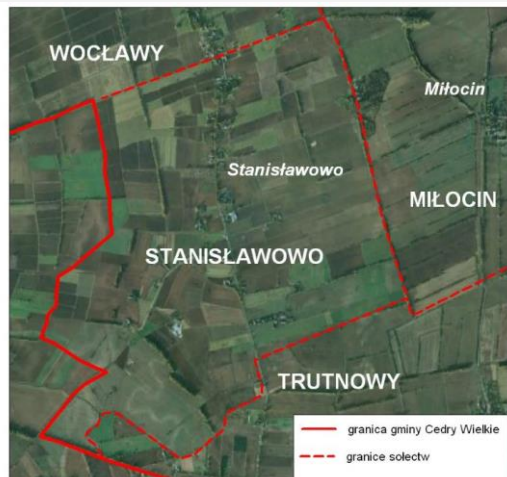 WOCŁAWY
Miłocin
Stanisławowo
MIŁOCIN
STANISŁAWOWO
TRUTNOWY
granica gminy Cedry Wielkie
granice sołectw